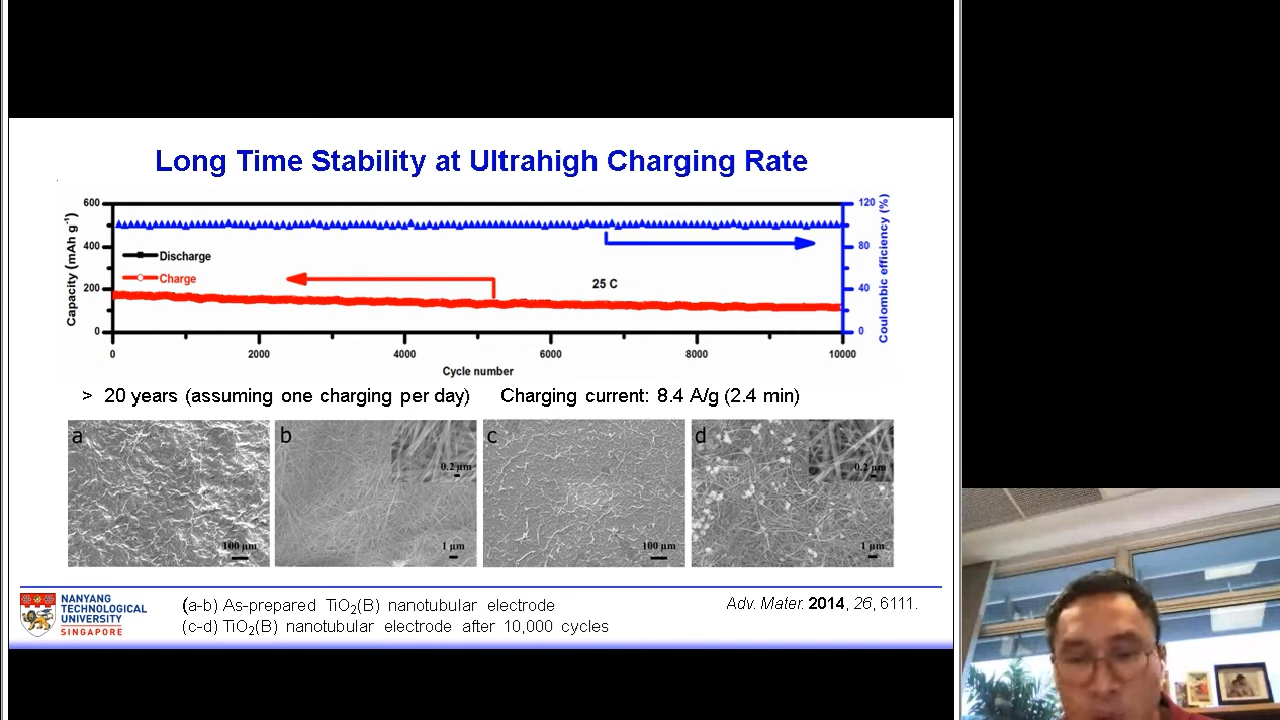 Long Time Stability at Ultrahigh Charging Rate
600
400
200
0
Capacity (mAh g⁻¹)
Discharge
Charge
25 C
120
80
40
0
Coulombic efficiency (%)
0
2000
4000
6000
8000
10000
Cycle number
> 20 years (assuming one charging per day)
Charging current: 8.4 A/g (2.4 min)
a
100 µm
b
0.2 µm
1 µm
c
100 µm
d
0.2 µm
1 µm
NANYANG
TECHNOLOGICAL
UNIVERSITY
SINGAPORE
(a-b) As-prepared TiO₂(B) nanotubular electrode
(c-d) TiO₂(B) nanotubular electrode after 10,000 cycles
Adv. Mater. 2014, 26, 6111.